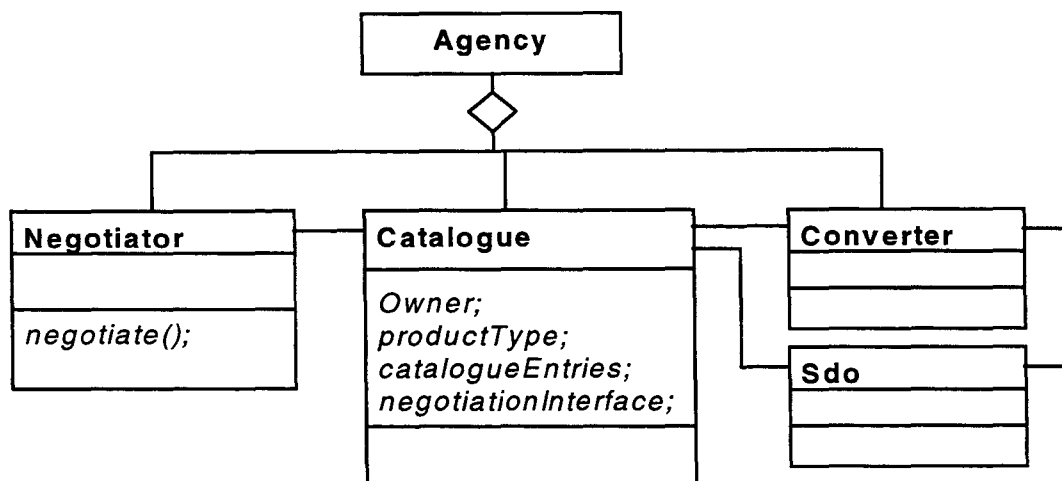 Agency
Negotiator
negotiate();
Catalogue
Owner;
productType;
catalogueEntries;
negotiationInterface;
Converter
Sdo